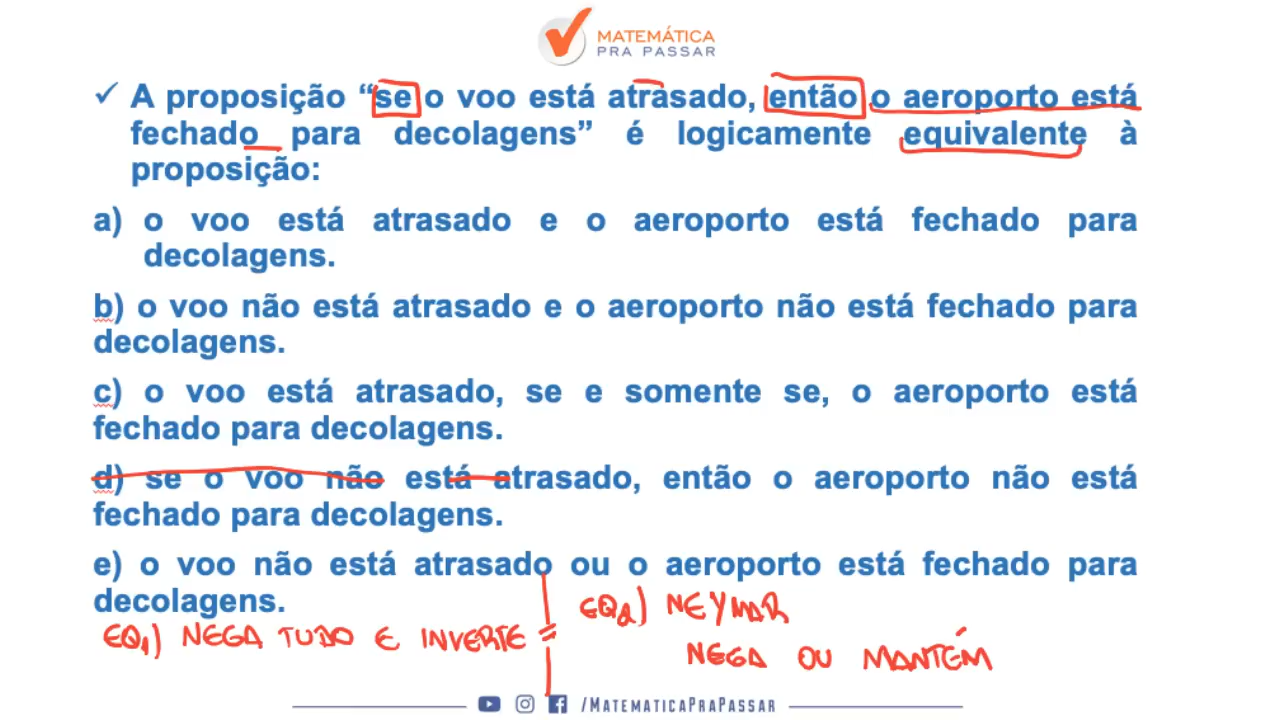 MATEMÁTICA
PRA PASSAR
✓ A proposição “se o voo está atrasado, então o aeroporto está
fechado para decolagens” é logicamente equivalente à
proposição:
a) o voo está atrasado e o aeroporto está fechado para
decolagens.
b) o voo não está atrasado e o aeroporto não está fechado para
decolagens.
c) o voo está atrasado, se e somente se, o aeroporto está
fechado para decolagens.
d) se o voo não está atrasado, então o aeroporto não está
fechado para decolagens.
e) o voo não está atrasado ou o aeroporto está fechado para
decolagens.
EQ1) NEGA TUDO E INVERTE
EQ2) NEYMAR
NEGA OU MANTÉM
/MATEMATICAPRAPASSAR